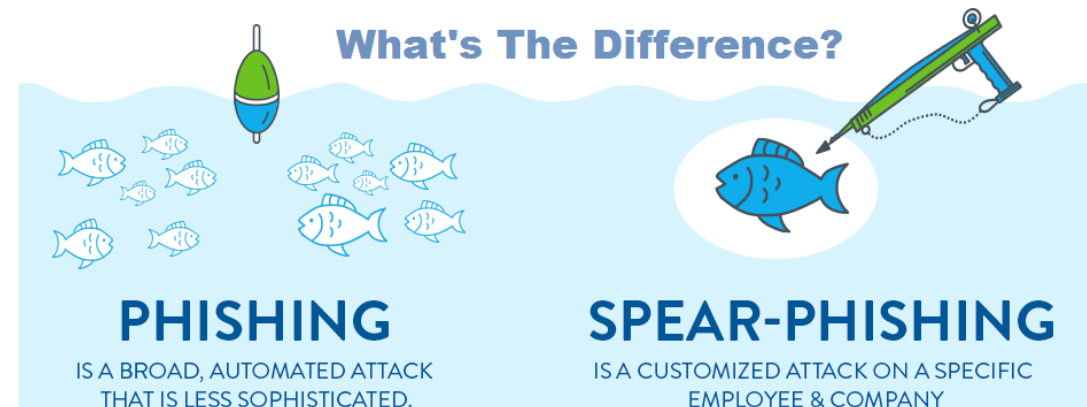 What's The Difference?
PHISHING
IS A BROAD, AUTOMATED ATTACK
THAT IS LESS SOPHISTICATED.
SPEAR-PHISHING
IS A CUSTOMIZED ATTACK ON A SPECIFIC
EMPLOYEE & COMPANY